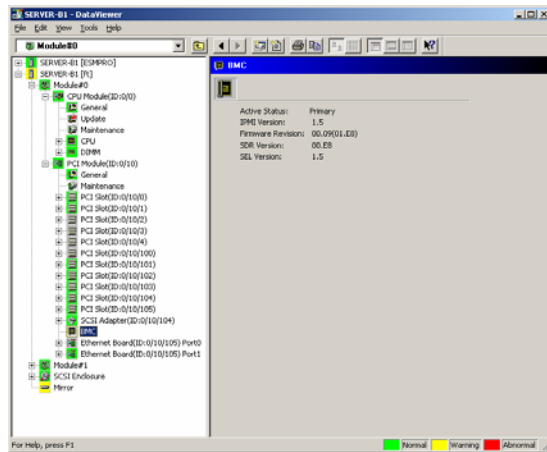 SERVER-B1 - DataViewer
File Edit View Tools Help
Module#0
SERVER-B1 [ESMPRO]
SERVER-B1 [ft]
Module#0
CPU Module(ID:0/0)
General
Update
Maintenance
CPU
DIMM
PCI Module(ID:0/10)
General
Maintenance
PCI Slot(ID:0/10/0)
PCI Slot(ID:0/10/1)
PCI Slot(ID:0/10/2)
PCI Slot(ID:0/10/3)
PCI Slot(ID:0/10/4)
PCI Slot(ID:0/10/100)
PCI Slot(ID:0/10/101)
PCI Slot(ID:0/10/102)
PCI Slot(ID:0/10/103)
PCI Slot(ID:0/10/104)
PCI Slot(ID:0/10/105)
SCSI Adapter(ID:0/10/104)
BMC
Ethernet Board(ID:0/10/105) Port0
Ethernet Board(ID:0/10/105) Port1
Module#1
SCSI Enclosure
Mirror
BMC
Active Status: Primary
IPMI Version: 1.5
Firmware Revision: 00.09(01.E8)
SDR Version: 00.E8
SEL Version: 1.5
For Help, press F1
Normal Warning Abnormal